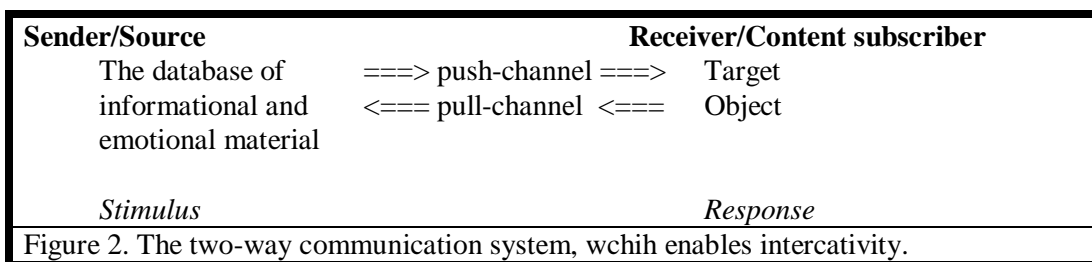 Sender/Source Receiver/Content subscriber
The database of ===> push-channel ===> Target
informational and <=== pull-channel <=== Object
emotional material
Stimulus Response
Figure 2. The two-way communication system, wchih enables intercativity.